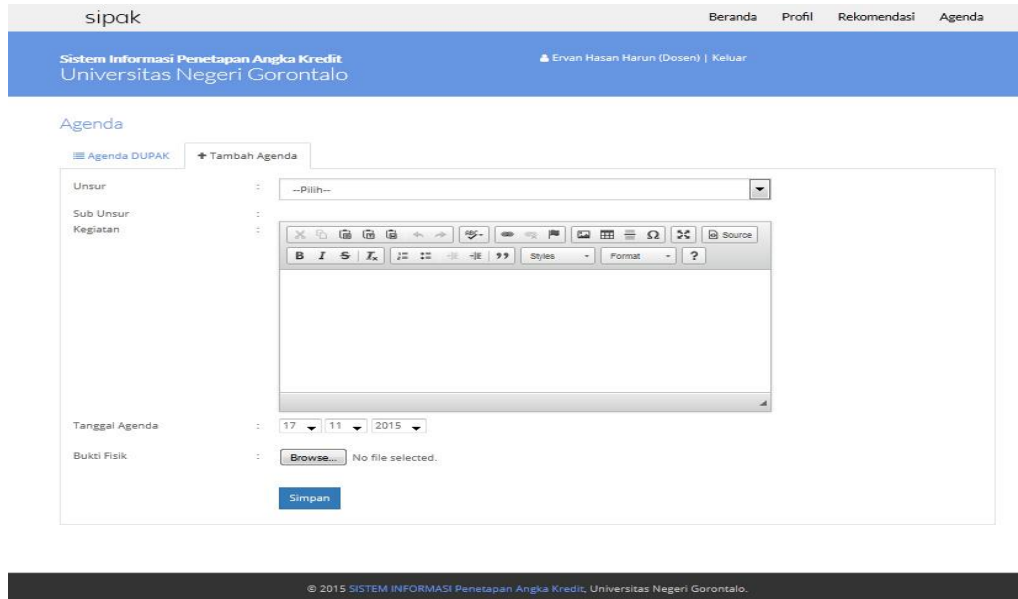 sipak Beranda Profil Rekomendasi Agenda
Sistem Informasi Penetapan Angka Kredit
Universitas Negeri Gorontalo
Ervan Hasan Harun (Dosen) | Keluar
Agenda
Agenda DUPAK + Tambah Agenda
Unsur : --Pilih--
Sub Unsur :
Kegiatan :
Source
B I S Tx Styles Format ?
Tanggal Agenda : 17 11 2015
Bukti Fisik : Browse... No file selected.
Simpan
© 2015 SISTEM INFORMASI Penetapan Angka Kredit, Universitas Negeri Gorontalo.